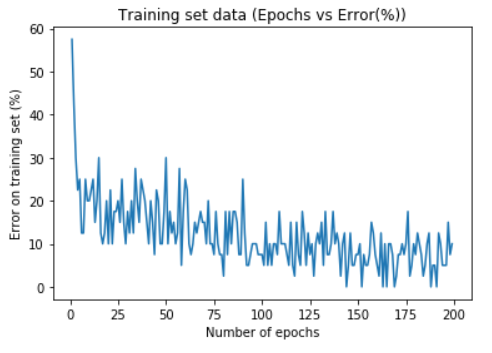 Training set data (Epochs vs Error(%))
Error on training set (%)
60
50
40
30
20
10
0
0 25 50 75 100 125 150 175 200
Number of epochs